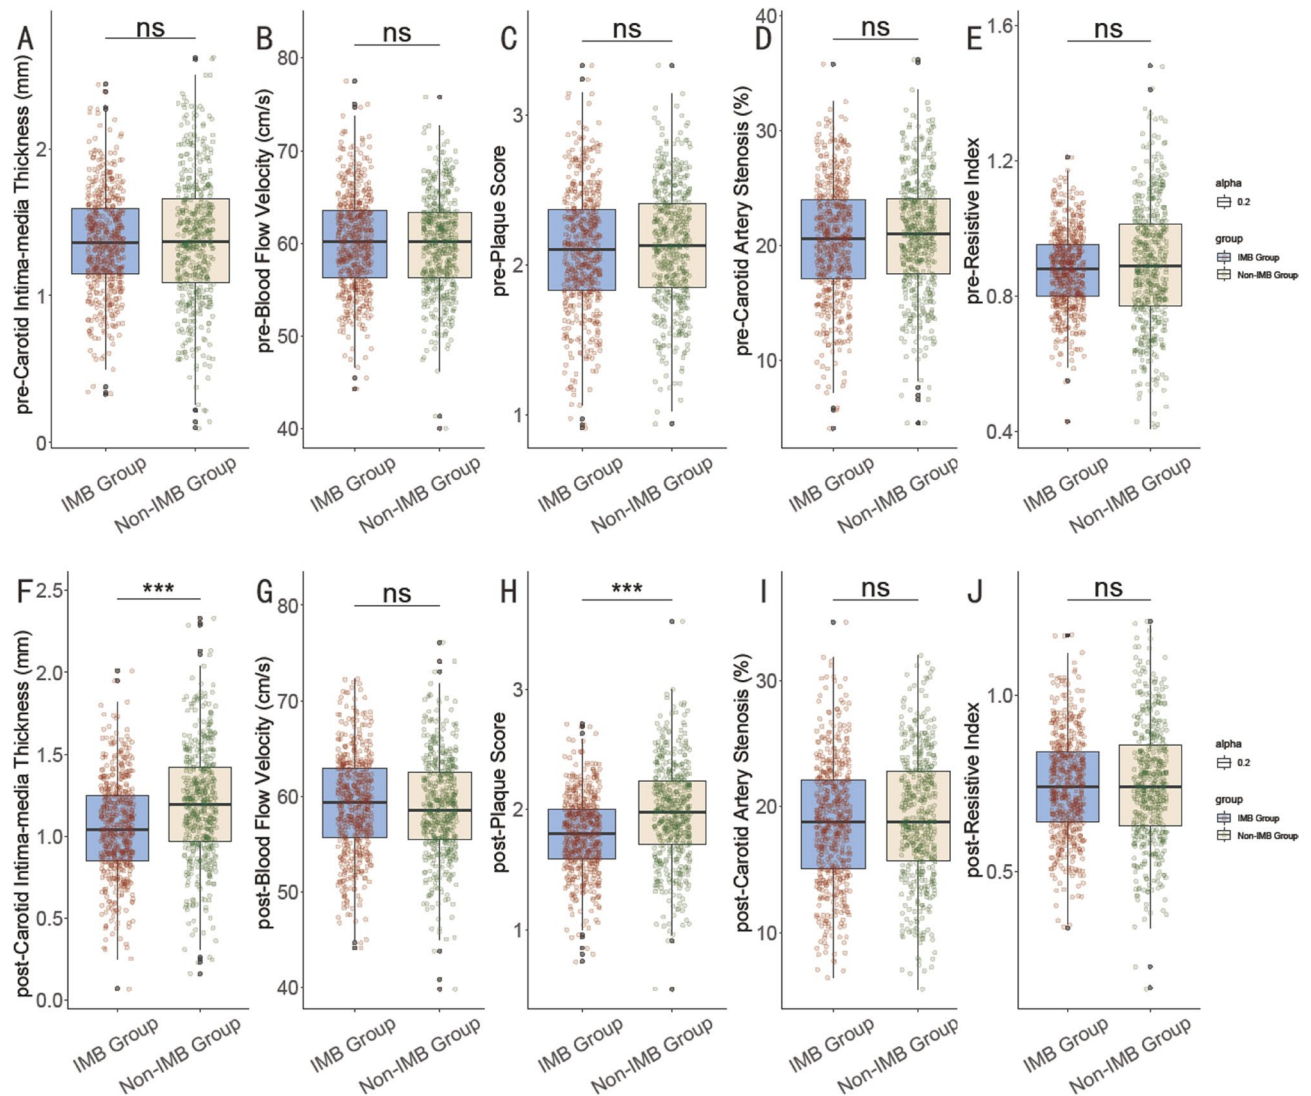 A
ns
pre-Carotid Intima-media Thickness (mm)
2
1
0
IMB Group
Non-IMB Group
B
ns
pre-Blood Flow Velocity (cm/s)
80
70
60
50
40
IMB Group
Non-IMB Group
C
ns
pre-Plaque Score
3
2
1
IMB Group
Non-IMB Group
D
ns
pre-Carotid Artery Stenosis (%)
40
30
20
10
IMB Group
Non-IMB Group
E
ns
pre-Resistive Index
1.6
1.2
0.8
0.4
IMB Group
Non-IMB Group
alpha
0.2
group
IMB Group
Non-IMB Group
F
***
post-Carotid Intima-media Thickness (mm)
2.5
2.0
1.5
1.0
0.5
0.0
IMB Group
Non-IMB Group
G
ns
post-Blood Flow Velocity (cm/s)
80
70
60
50
40
IMB Group
Non-IMB Group
H
***
post-Plaque Score
3
2
1
IMB Group
Non-IMB Group
I
ns
post-Carotid Artery Stenosis (%)
30
20
10
IMB Group
Non-IMB Group
J
ns
post-Resistive Index
1.0
0.5
IMB Group
Non-IMB Group
alpha
0.2
group
IMB Group
Non-IMB Group